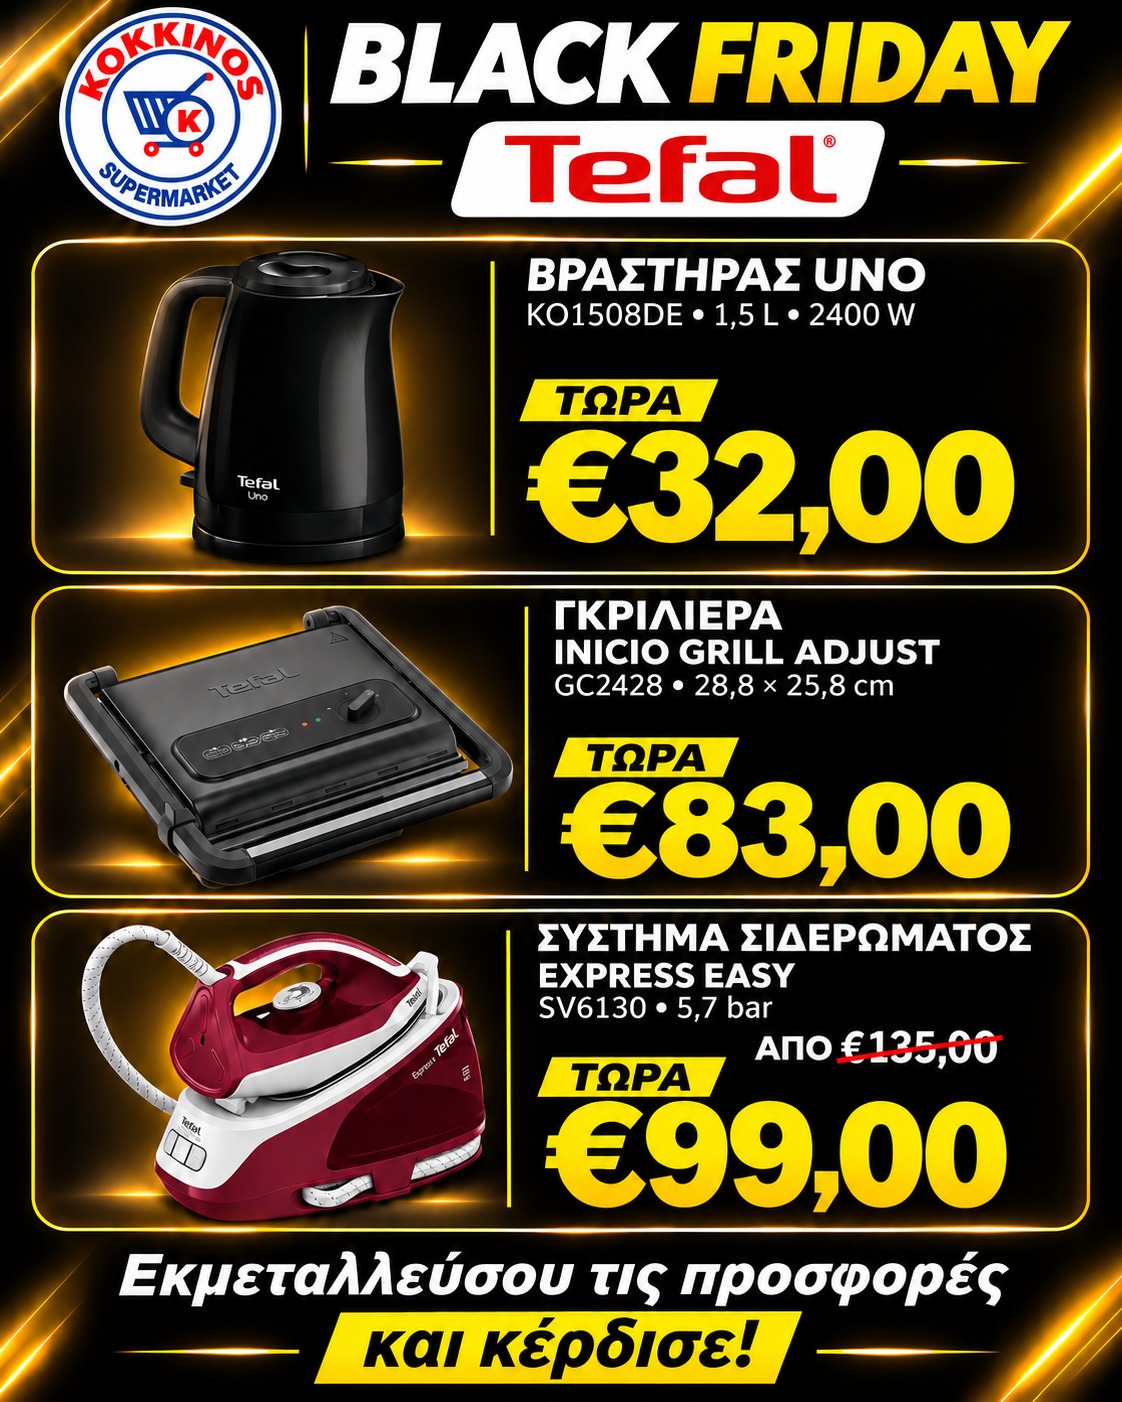 KOKKINOS
K
SUPERMARKET
BLACK FRIDAY
Tefal®
ΒΡΑΣΤΗΡΑΣ UNO
KO1508DE • 1,5 L • 2400 W
ΤΩΡΑ
€32,00
Tefal
Uno
ΓΚΡΙΛΙΕΡΑ
INICIO GRILL ADJUST
GC2428 • 28,8 × 25,8 cm
ΤΩΡΑ
€83,00
Tefal
ΣΥΣΤΗΜΑ ΣΙΔΕΡΩΜΑΤΟΣ
EXPRESS EASY
SV6130 • 5,7 bar
ΑΠΟ €135,00
ΤΩΡΑ
€99,00
Tefal
Tefal
Tefal
Εκμεταλλεύσου τις προσφορές
και κέρδισε!